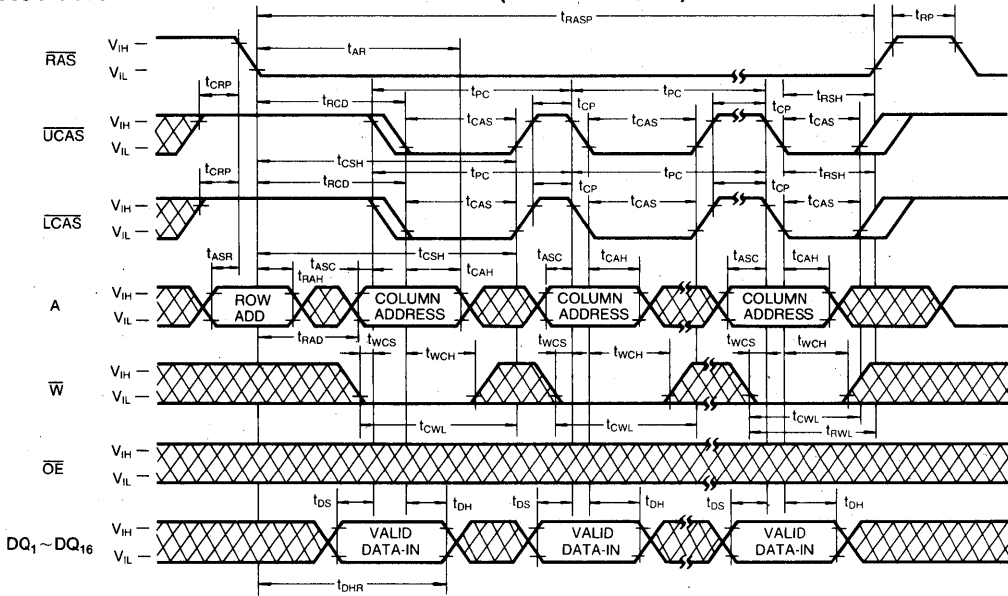 tRASP
tRP
tAR
RAS
VIH
VIL
tCRP
tRCD
tPC
tPC
tCP
tCP
tRSH
tCAS
tCAS
tCAS
UCAS
VIH
VIL
tCSH
tCRP
tRCD
tPC
tPC
tCP
tCP
tRSH
tCAS
tCAS
tCAS
LCAS
VIH
VIL
tCSH
tASR
tRAH
tASC
tCAH
tASC
tCAH
tASC
tCAH
A
VIH
VIL
ROW ADD
COLUMN ADDRESS
COLUMN ADDRESS
COLUMN ADDRESS
tRAD
tWCS
tWCH
tWCS
tWCH
tWCS
tWCH
W
VIH
VIL
tCWL
tCWL
tCWL
tRWL
OE
VIH
VIL
tDS
tDH
tDS
tDH
tDS
tDH
DQ1~DQ16
VIH
VIL
VALID DATA-IN
VALID DATA-IN
VALID DATA-IN
tDHR